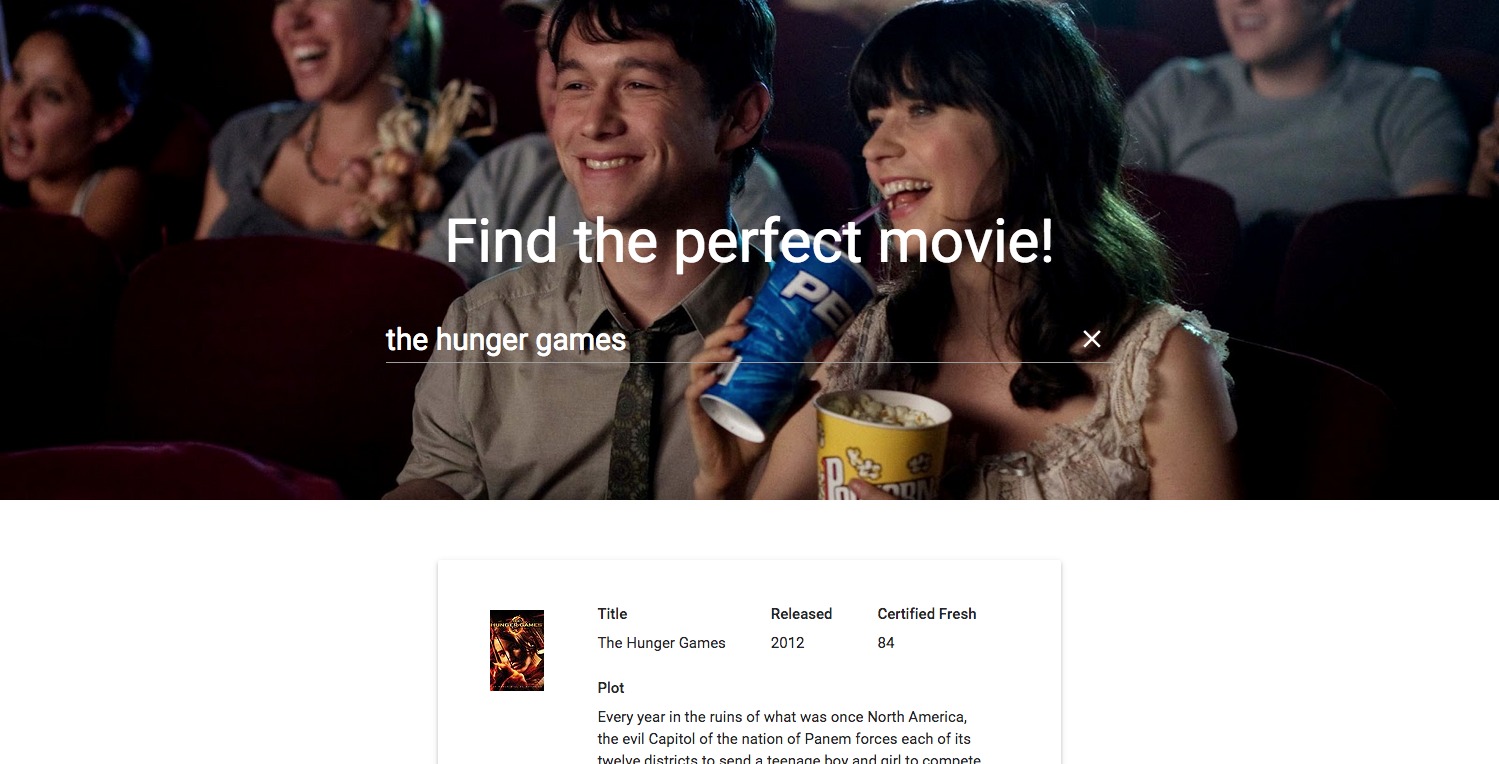 Find the perfect movie!
PE
the hunger games
Title
Released
Certified Fresh
HUNGER GAMES
The Hunger Games
2012
84
Plot
Every year in the ruins of what was once North America,
the evil Capitol of the nation of Panem forces each of its
twelve districts to send a teenage boy and girl to compete